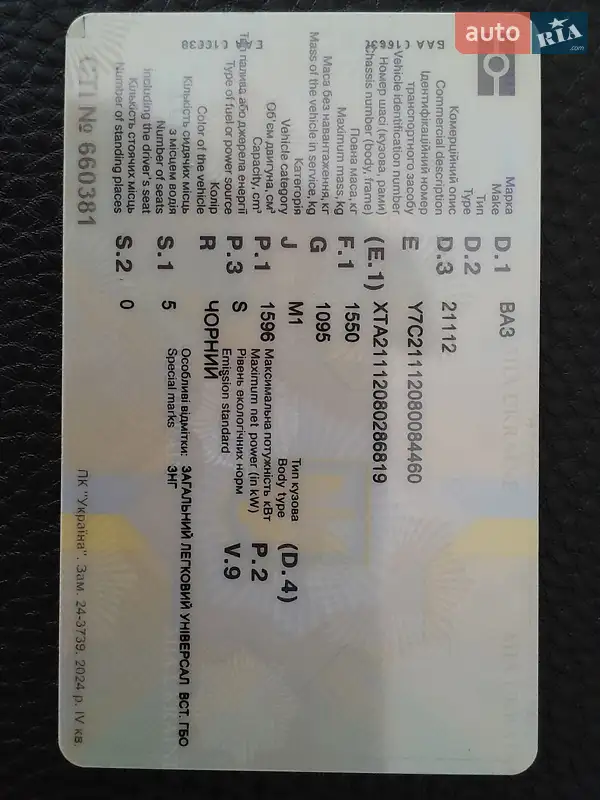 auto RIA .com
Марка D.1 ВАЗ
Make
Тип D.2
Type
Комерційний опис D.3 21112
Commercial description
Ідентифікаційний номер
транспортного засобу E Y7C21112080084460
Vehicle identification number
Номер шасі (кузова, рами) (E.1) XTA21112080286819
Chassis number (body, frame)
Повна маса, кг F.1 1550
Maximum mass, kg
Маса без навантаження, кг G 1095
Mass of the vehicle in service, kg
Категорія J M1 Тип кузова (D.4)
Vehicle category Body type
Об'єм двигуна, см³ P.1 1596 Максимальна потужність кВт P.2
Capacity, cm³ Maximum net power (in kW)
Тип палива або джерела енергії P.3 S Рівень екологічних норм V.9
Type of fuel or power source Emission standard
Колір R ЧОРНИЙ
Color of the vehicle
Кількість сидячих місць Особливі відмітки: ЗАГАЛЬНИЙ ЛЕГКОВИЙ УНІВЕРСАЛ ВСТ. ГБО
з місцем водія S.1 5 Special marks ЗНГ
Number of seats
including the driver's seat
Кількість стоячих місць S.2 0
Number of standing places
СТІ № 660381
ПК "Україна". Зам. 24-3739. 2024 р. IV кв.